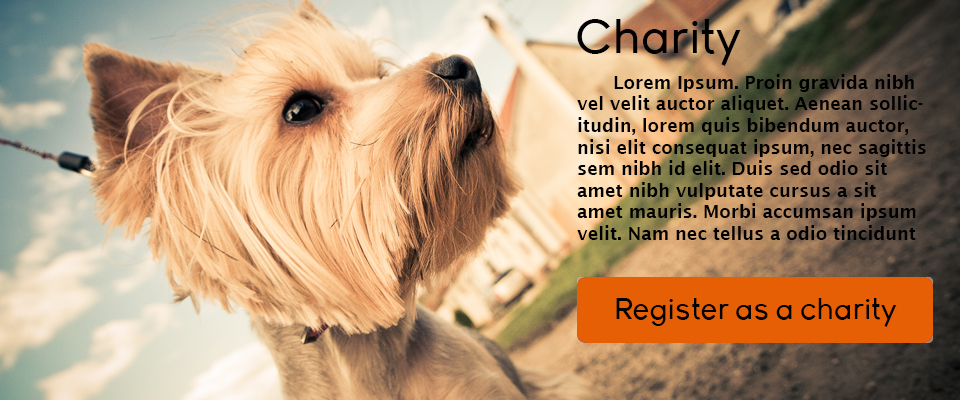 Charity
Lorem Ipsum. Proin gravida nibh
vel velit auctor aliquet. Aenean sollic-
itudin, lorem quis bibendum auctor,
nisi elit consequat ipsum, nec sagittis
sem nibh id elit. Duis sed odio sit
amet nibh vulputate cursus a sit
amet mauris. Morbi accumsan ipsum
velit. Nam nec tellus a odio tincidunt
Register as a charity